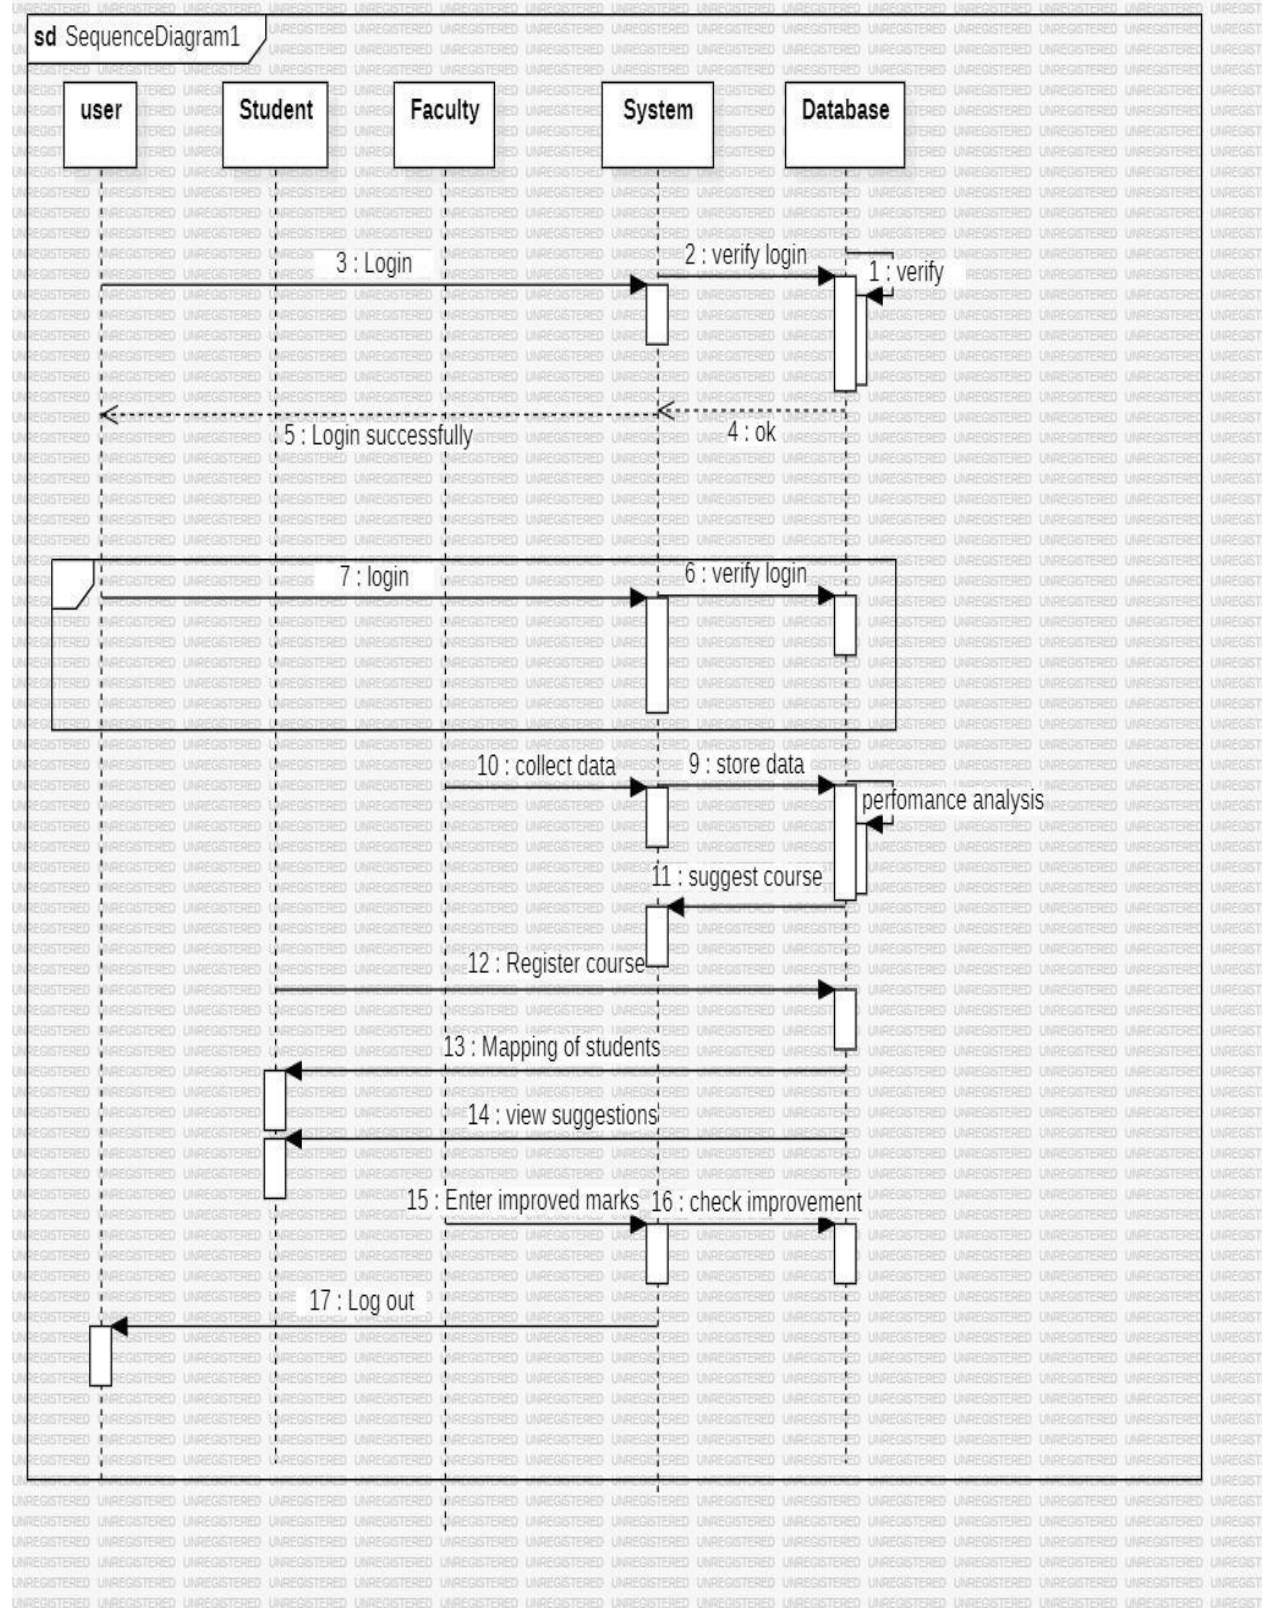 sd SequenceDiagram1
user
Student
Faculty
System
Database
3 : Login
2 : verify login
1 : verify
5 : Login successfully
4 : ok
7 : login
6 : verify login
10 : collect data
9 : store data
perfomance analysis
11 : suggest course
12 : Register course
13 : Mapping of students
14 : view suggestions
15 : Enter improved marks
16 : check improvement
17 : Log out
UNREGISTERED